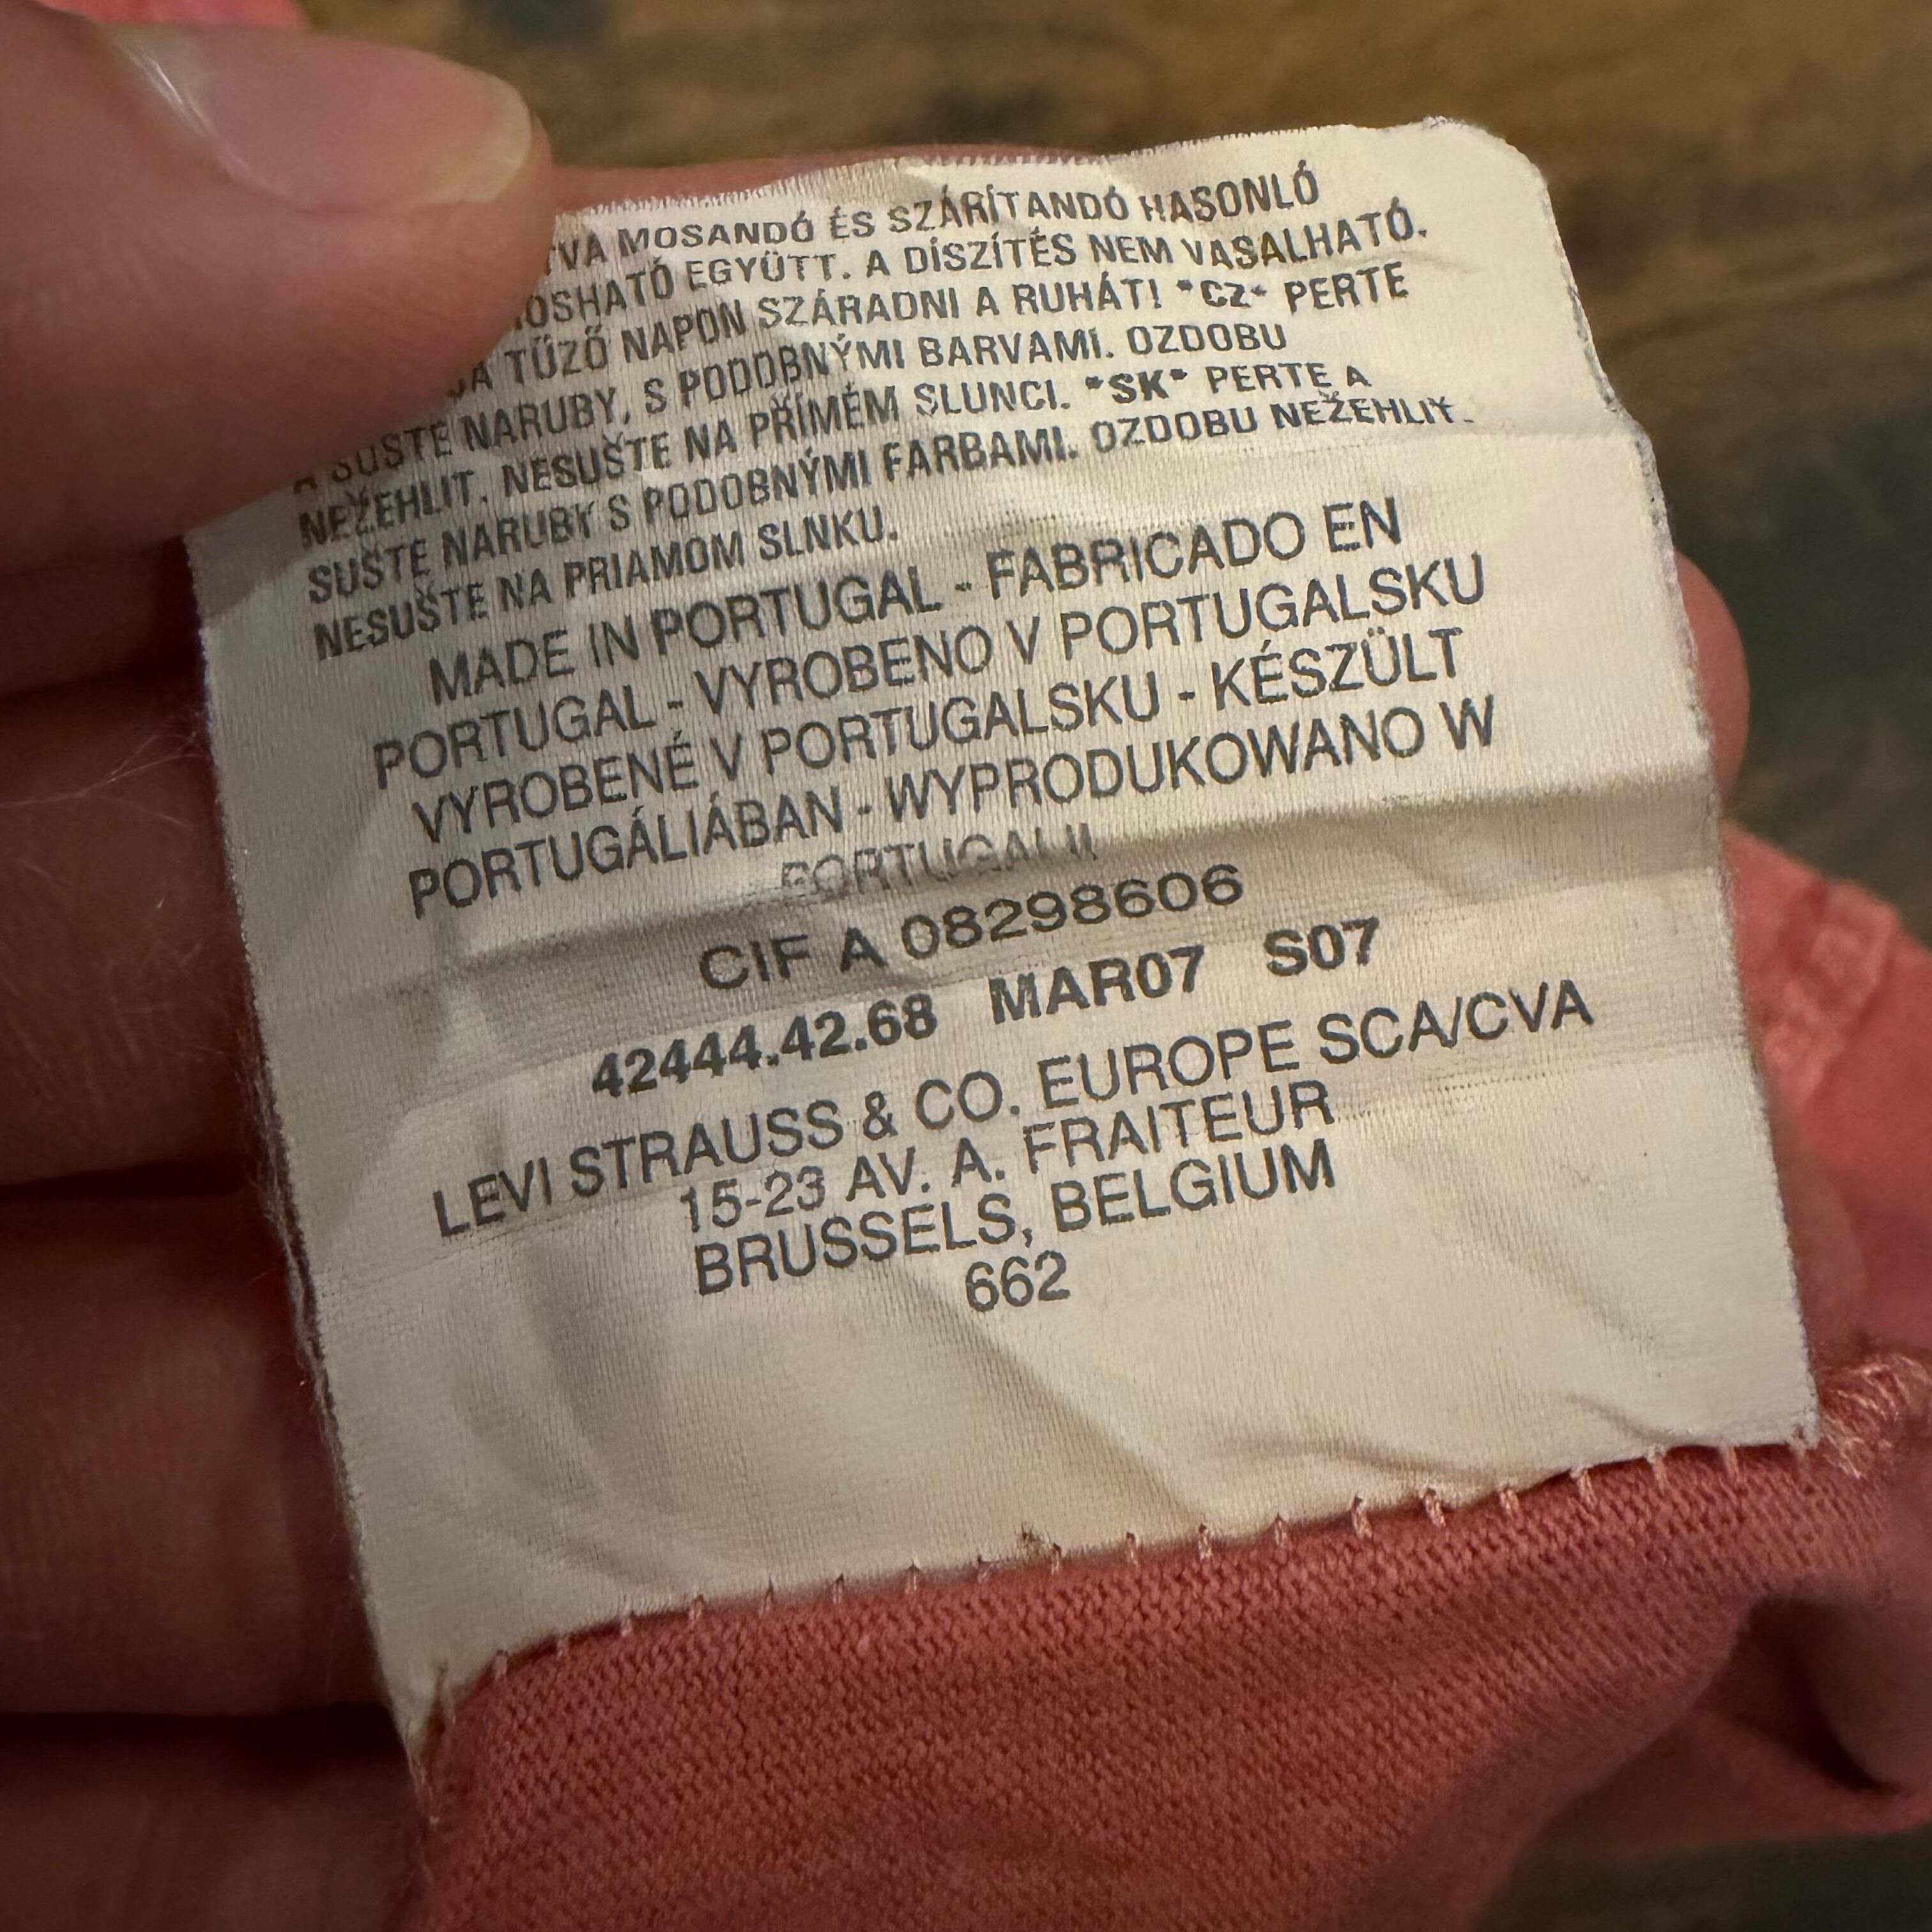 MOSANDÓ ÉS SZÁRÍTANDÓ HASONLÓ
EGYÜTT. A DÍSZÍTÉS NEM VASALHATÓ.
TŰZŐ NAPON SZÁRADNI A RUHÁT! *CZ* PERTE
A SUŠTE NARUBY, S PODOBNÝMI BARVAMI. OZDOBU
NEŽEHLIT. NESUŠTE NA PŘÍMÉM SLUNCI. *SK* PERTE A
SUŠTE NARUBY S PODOBNÝMI FARBAMI. OZDOBU NEŽEHLIŤ.
NESUŠTE NA PRIAMOM SLNKU.
MADE IN PORTUGAL - FABRICADO EN
PORTUGAL - VYROBENO V PORTUGALSKU
VYROBENÉ V PORTUGALSKU - KÉSZÜLT
PORTUGÁLIÁBAN - WYPRODUKOWANO W
PORTUGALII
CIF A 08298606
42444.42.68 MAR07 S07
LEVI STRAUSS & CO. EUROPE SCA/CVA
15-23 AV. A. FRAITEUR
BRUSSELS, BELGIUM
662